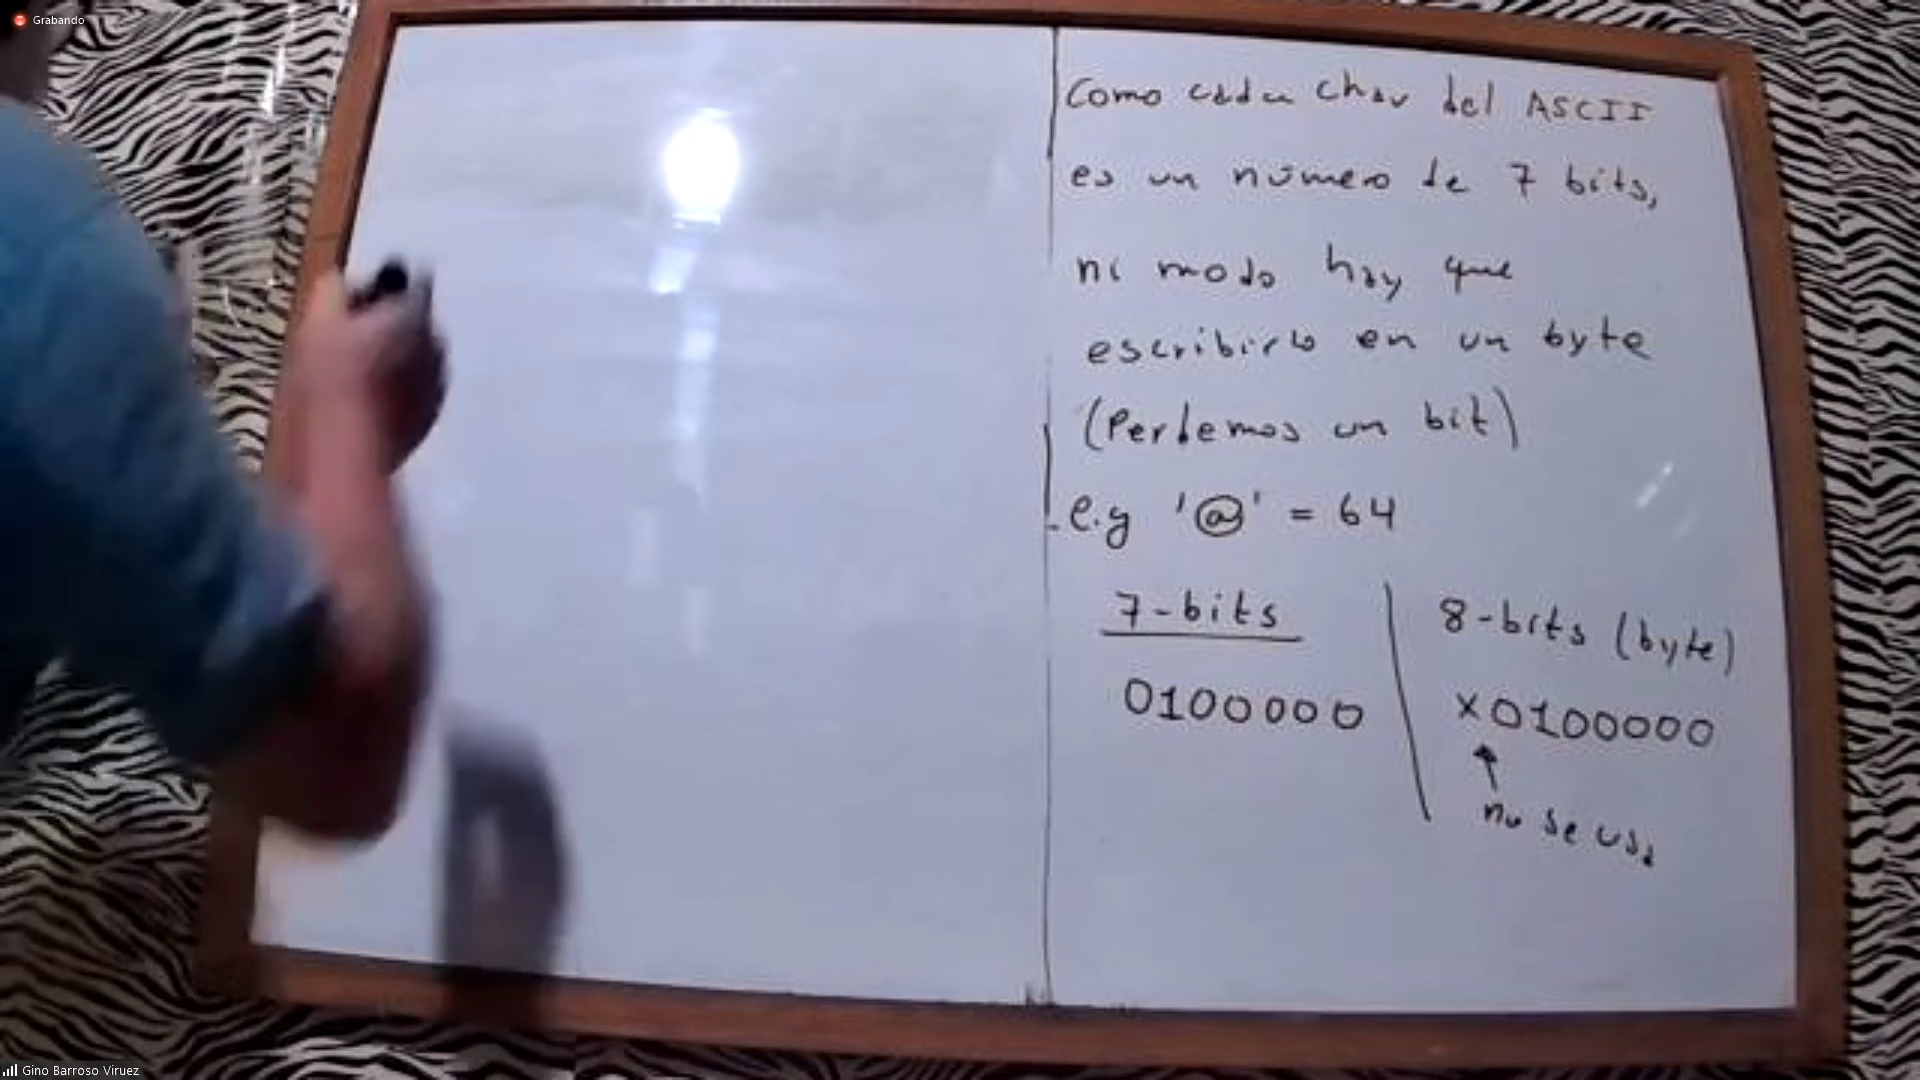 Grabando
Como cada char del ASCII
es un número de 7 bits,
ni modo hay que
escribirlo en un byte
(Perdemos un bit)
e.g '@' = 64
7-bits
8-bits (byte)
0100000
x0100000
no se usa
Gino Barroso Viruez